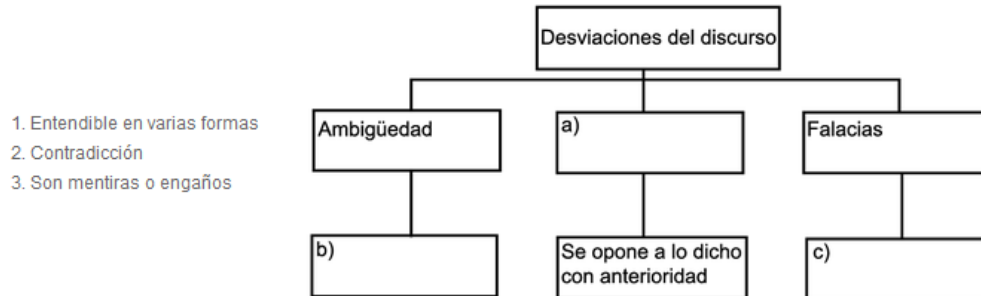 Desviaciones del discurso
1. Entendible en varias formas
2. Contradicción
3. Son mentiras o engaños
Ambigüedad
a)
Falacias
b)
Se opone a lo dicho
con anterioridad
c)